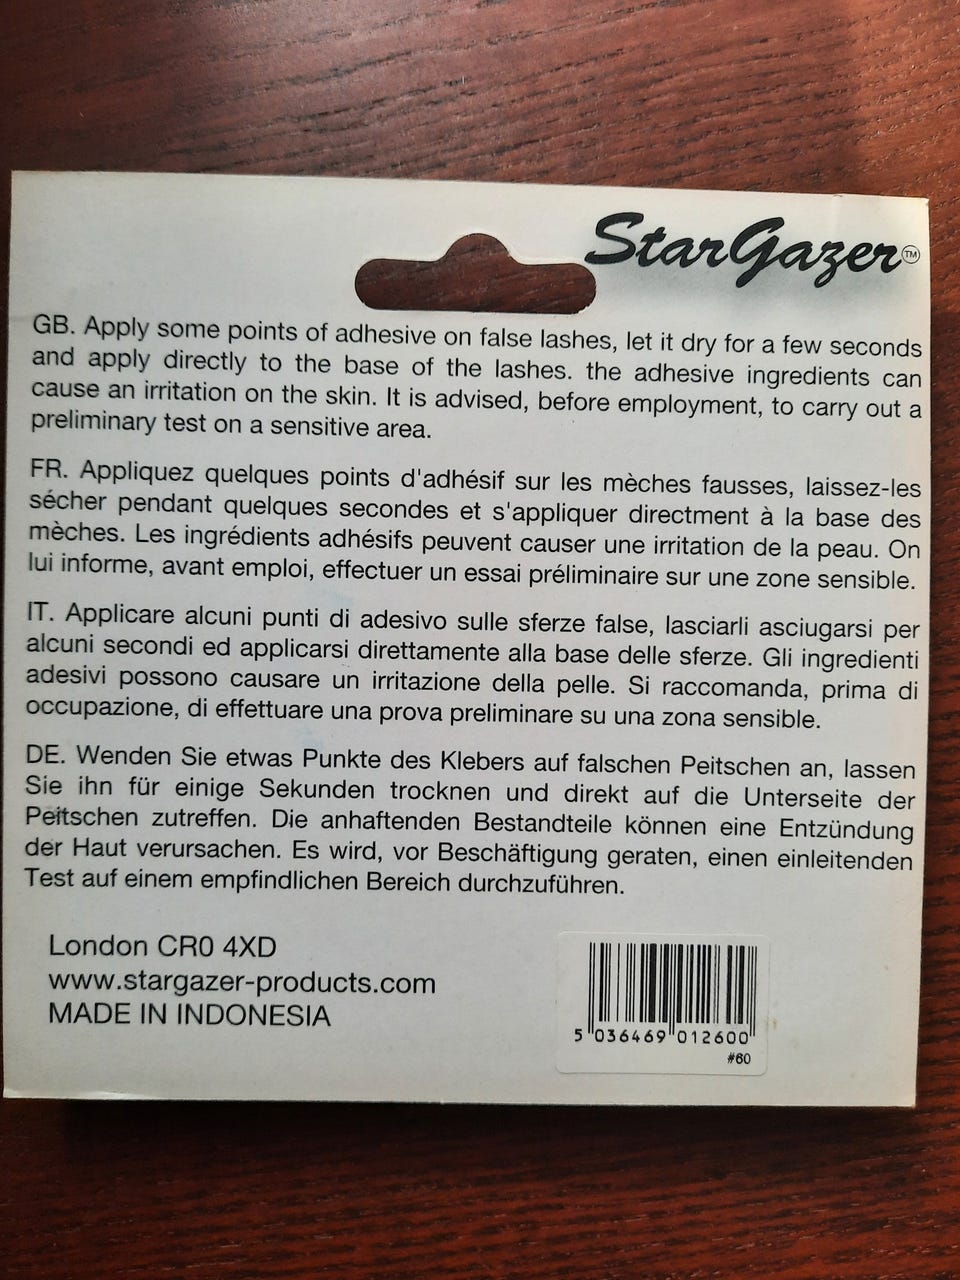 StarGazer™
GB. Apply some points of adhesive on false lashes, let it dry for a few seconds
and apply directly to the base of the lashes. the adhesive ingredients can
cause an irritation on the skin. It is advised, before employment, to carry out a
preliminary test on a sensitive area.
FR. Appliquez quelques points d'adhésif sur les mèches fausses, laissez-les
sécher pendant quelques secondes et s'appliquer directment à la base des
mèches. Les ingrédients adhésifs peuvent causer une irritation de la peau. On
lui informe, avant emploi, effectuer un essai préliminaire sur une zone sensible.
IT. Applicare alcuni punti di adesivo sulle sferze false, lasciarli asciugarsi per
alcuni secondi ed applicarsi direttamente alla base delle sferze. Gli ingredienti
adesivi possono causare un irritazione della pelle. Si raccomanda, prima di
occupazione, di effettuare una prova preliminare su una zona sensible.
DE. Wenden Sie etwas Punkte des Klebers auf falschen Peitschen an, lassen
Sie ihn für einige Sekunden trocknen und direkt auf die Unterseite der
Peitschen zutreffen. Die anhaftenden Bestandteile können eine Entzündung
der Haut verursachen. Es wird, vor Beschäftigung geraten, einen einleitenden
Test auf einem empfindlichen Bereich durchzuführen.
London CR0 4XD
www.stargazer-products.com
MADE IN INDONESIA
5 036469 012600
#60